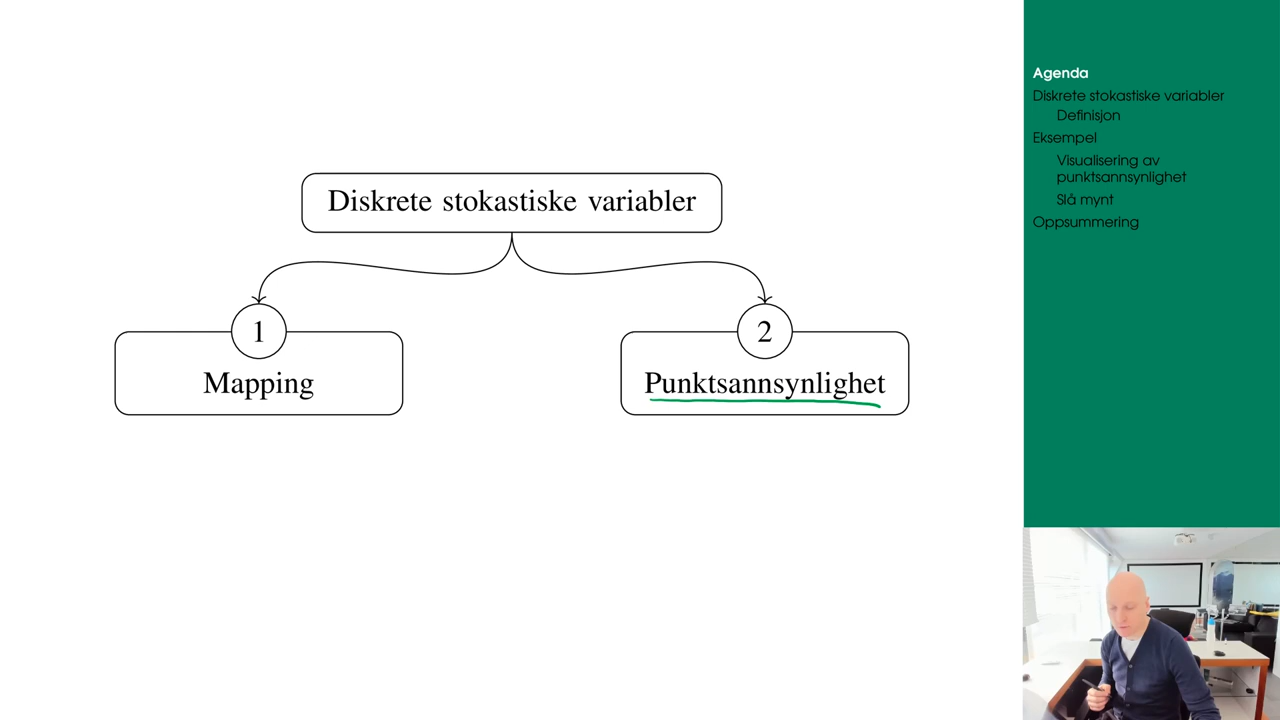 Diskrete stokastiske variabler
1
Mapping
2
Punktsannsynlighet
Agenda
Diskrete stokastiske variabler
Definisjon
Eksempel
Visualisering av
punktsannsynlighet
Slå mynt
Oppsummering